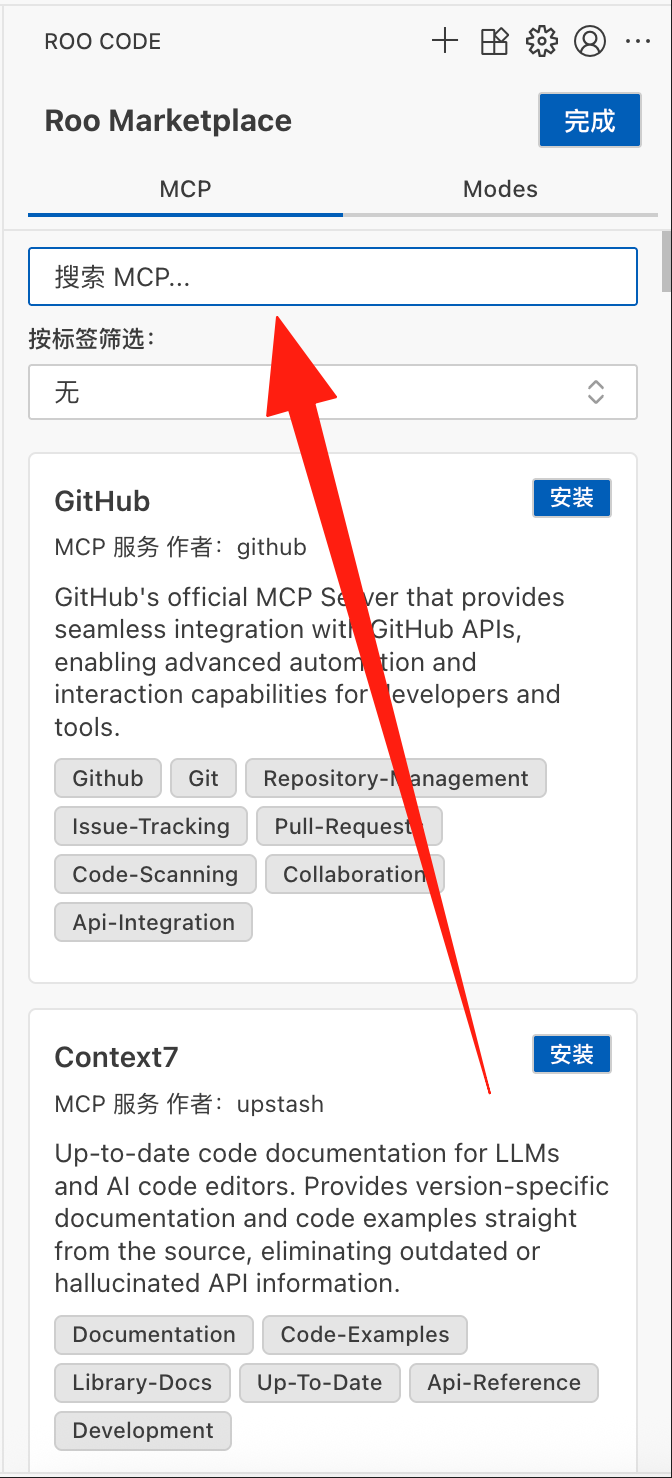 ROO CODE
Roo Marketplace
完成
MCP
Modes
搜索 MCP...
按标签筛选：
无
GitHub
安装
MCP 服务 作者： github
GitHub's official MCP Server that provides
seamless integration with GitHub APIs,
enabling advanced automation and
interaction capabilities for developers and
tools.
Github Git Repository-Management
Issue-Tracking Pull-Requests
Code-Scanning Collaboration
Api-Integration
Context7
安装
MCP 服务 作者： upstash
Up-to-date code documentation for LLMs
and AI code editors. Provides version-specific
documentation and code examples straight
from the source, eliminating outdated or
hallucinated API information.
Documentation Code-Examples
Library-Docs Up-To-Date Api-Reference
Development